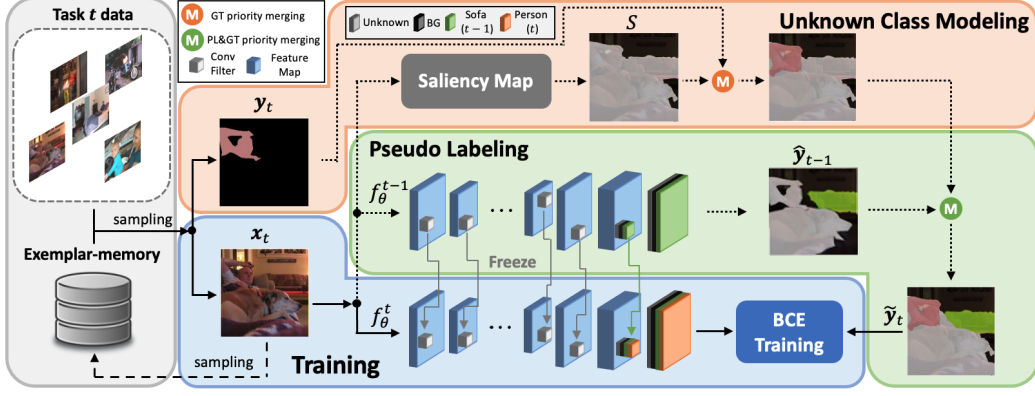 Task t data
M GT priority merging
M PL&GT priority merging
Conv Filter
Feature Map
Unknown
BG
Sofa (t − 1)
Person (t)
S
Unknown Class Modeling
Saliency Map
M
y_t
Pseudo Labeling
ŷ_{t−1}
f_θ^{t−1}
...
M
sampling
Exemplar-memory
x_t
Freeze
f_θ^t
...
BCE Training
ỹ_t
sampling
Training